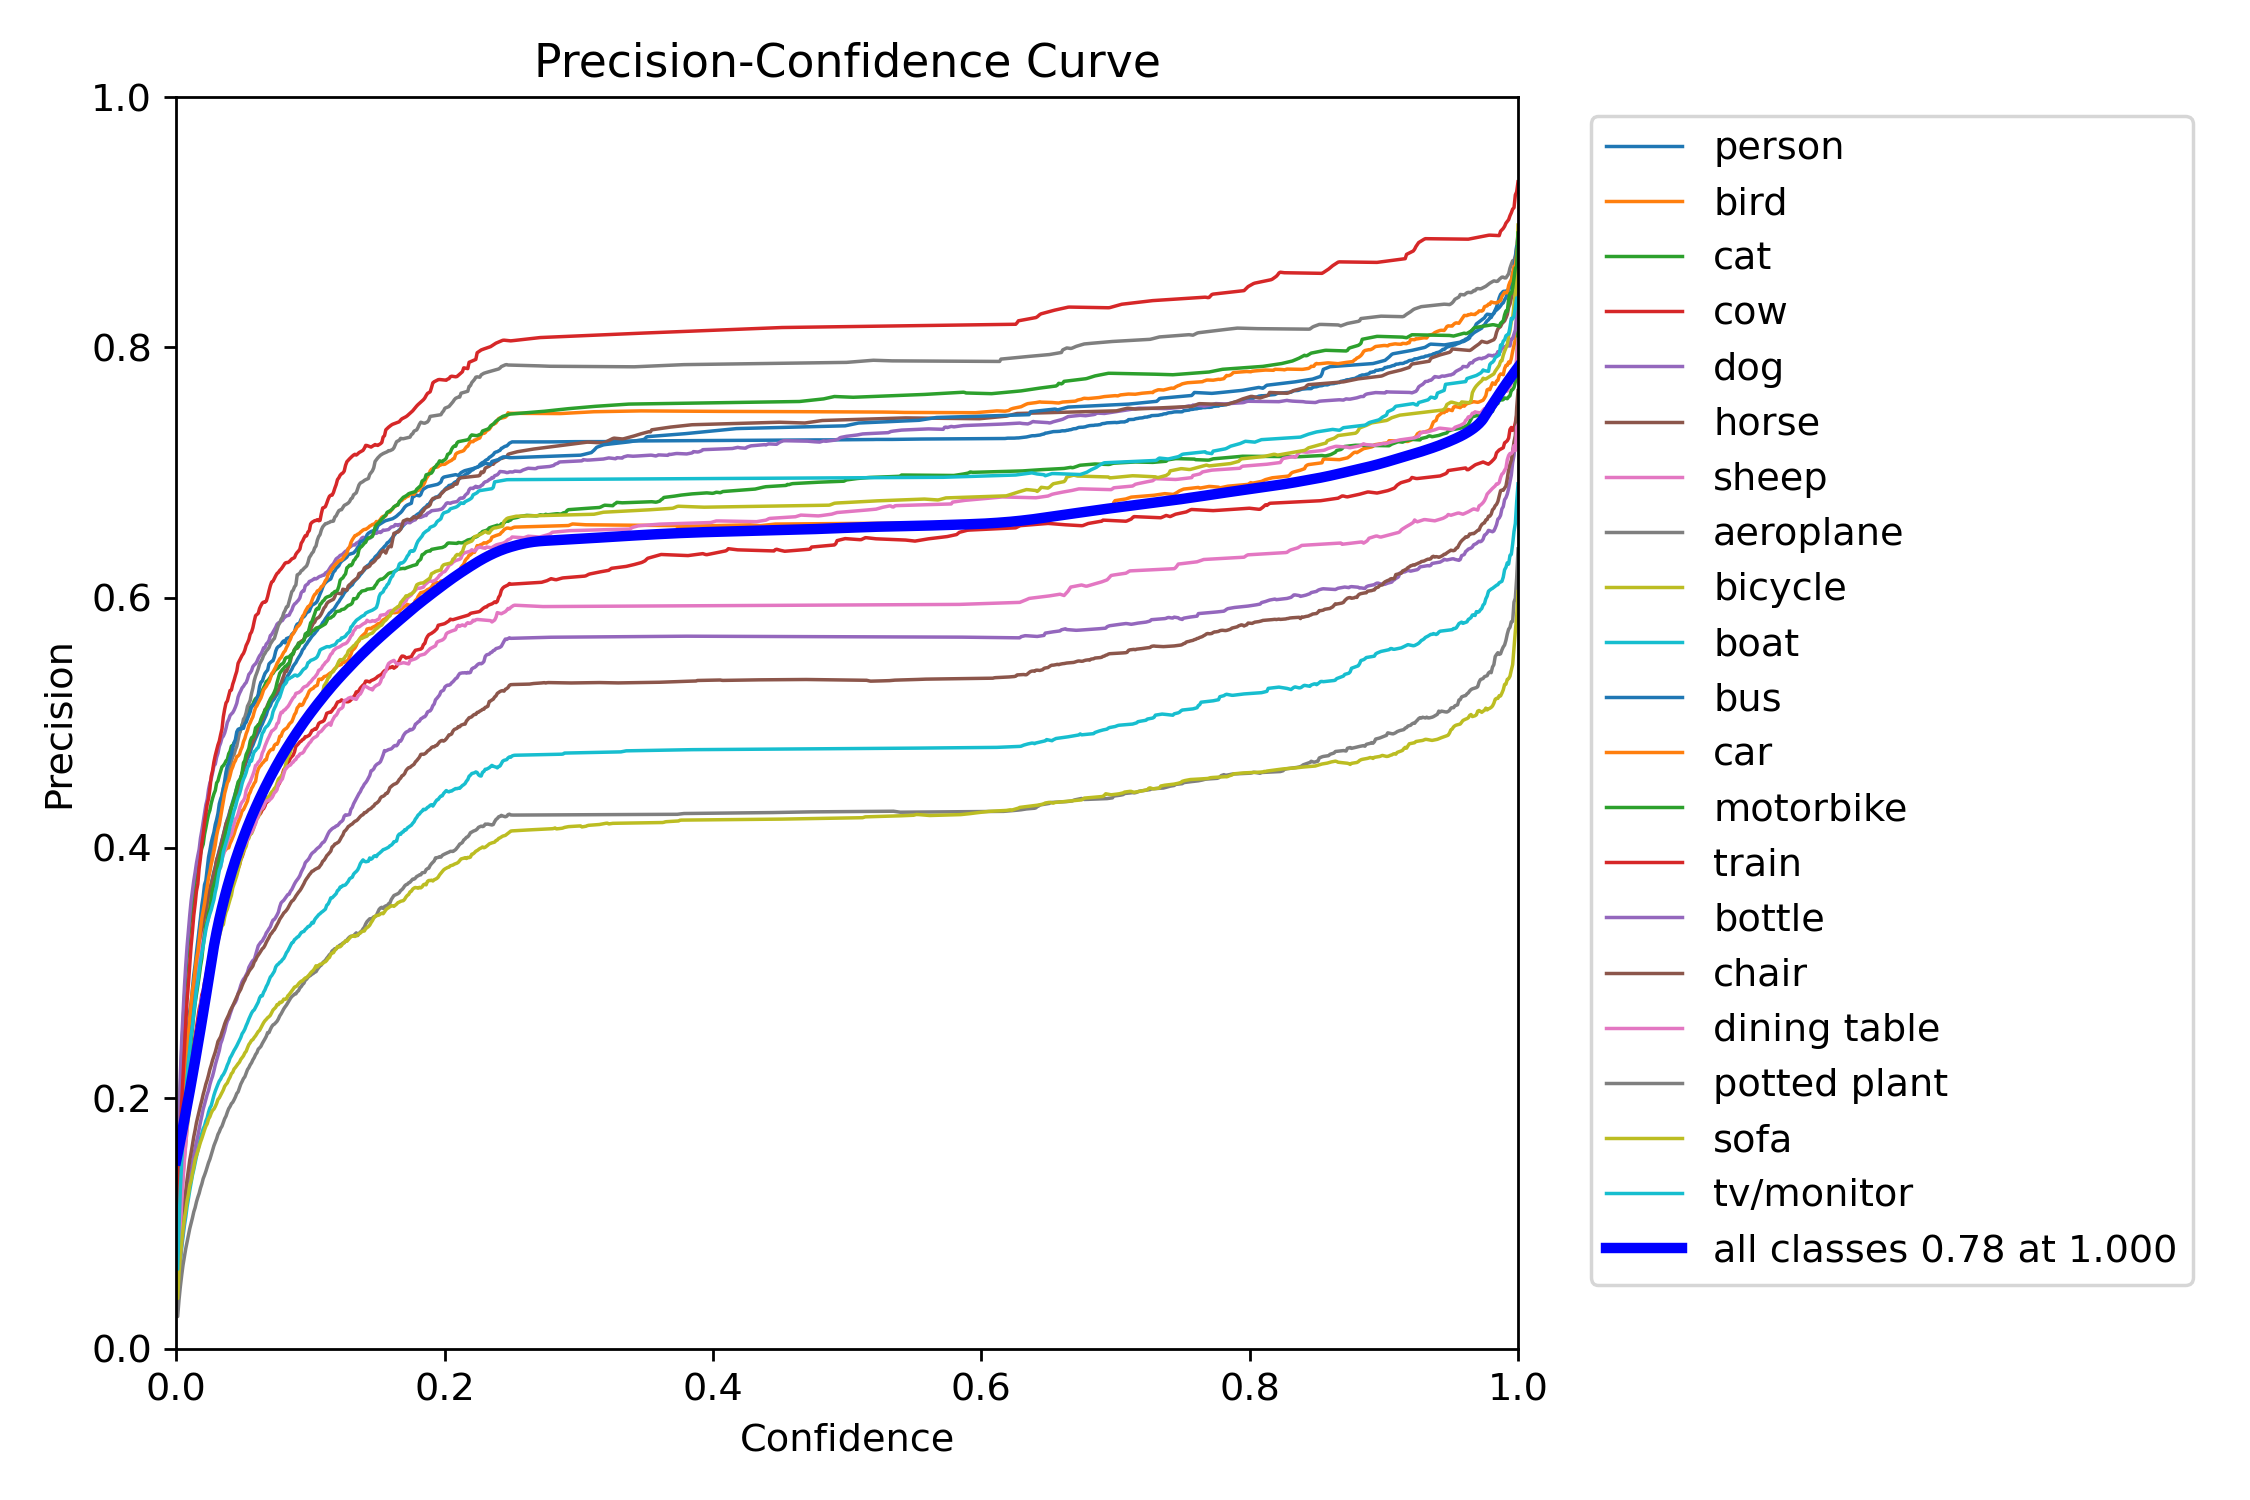 Precision-Confidence Curve
1.0
0.8
0.6
0.4
0.2
0.0
Precision
0.0 0.2 0.4 0.6 0.8 1.0
Confidence
person
bird
cat
cow
dog
horse
sheep
aeroplane
bicycle
boat
bus
car
motorbike
train
bottle
chair
dining table
potted plant
sofa
tv/monitor
all classes 0.78 at 1.000